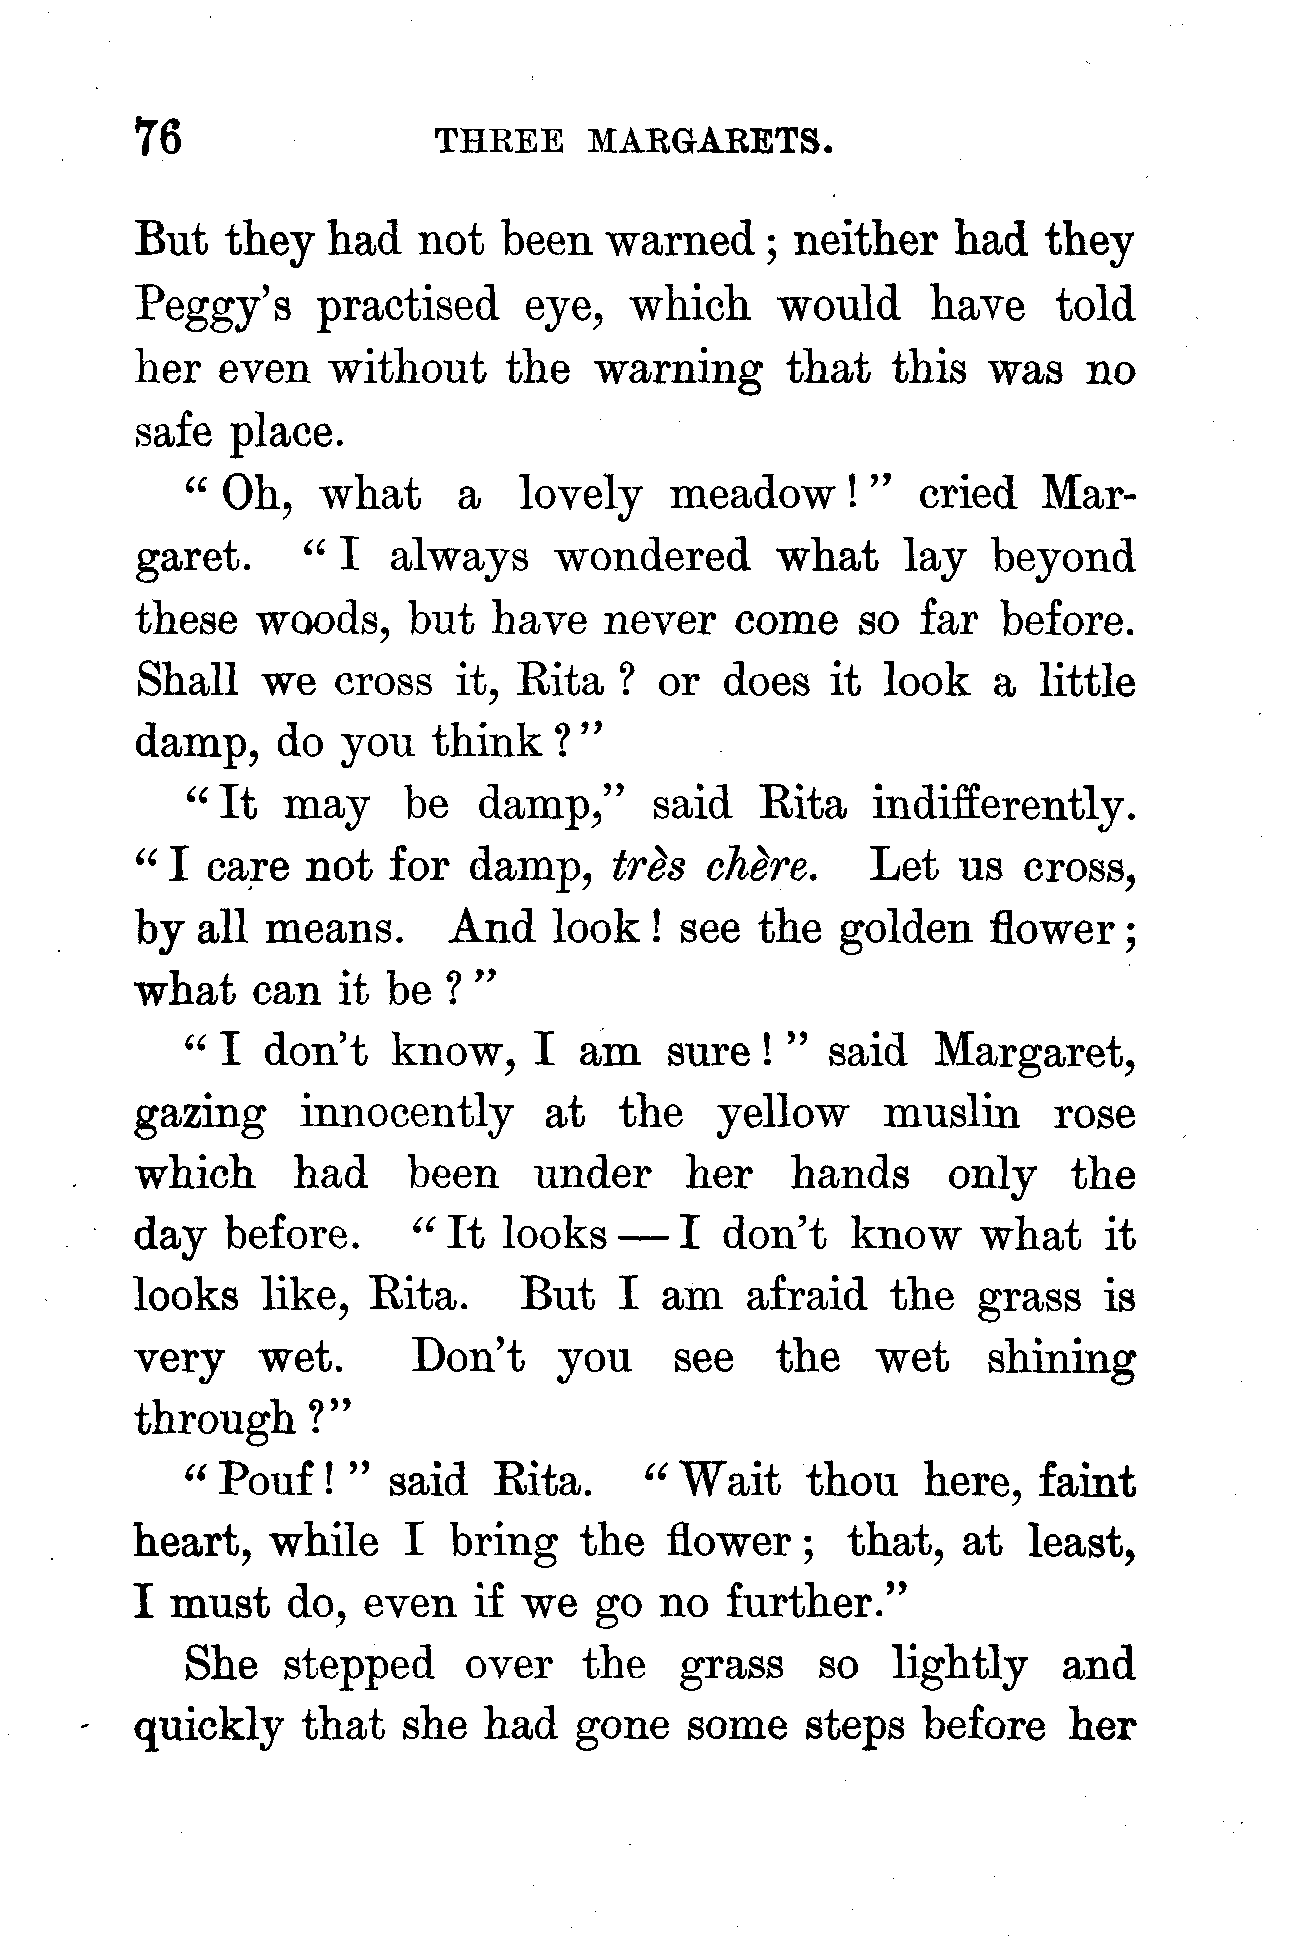 76 THREE MARGARETS.
But they had not been warned; neither had they
Peggy's practised eye, which would have told
her even without the warning that this was no
safe place.
"Oh, what a lovely meadow!" cried Mar-
garet. "I always wondered what lay beyond
these woods, but have never come so far before.
Shall we cross it, Rita? or does it look a little
damp, do you think?"
"It may be damp," said Rita indifferently.
"I care not for damp, très chère. Let us cross,
by all means. And look! see the golden flower;
what can it be?"
"I don't know, I am sure!" said Margaret,
gazing innocently at the yellow muslin rose
which had been under her hands only the
day before. "It looks — I don't know what it
looks like, Rita. But I am afraid the grass is
very wet. Don't you see the wet shining
through?"
"Pouf!" said Rita. "Wait thou here, faint
heart, while I bring the flower; that, at least,
I must do, even if we go no further."
She stepped over the grass so lightly and
quickly that she had gone some steps before her